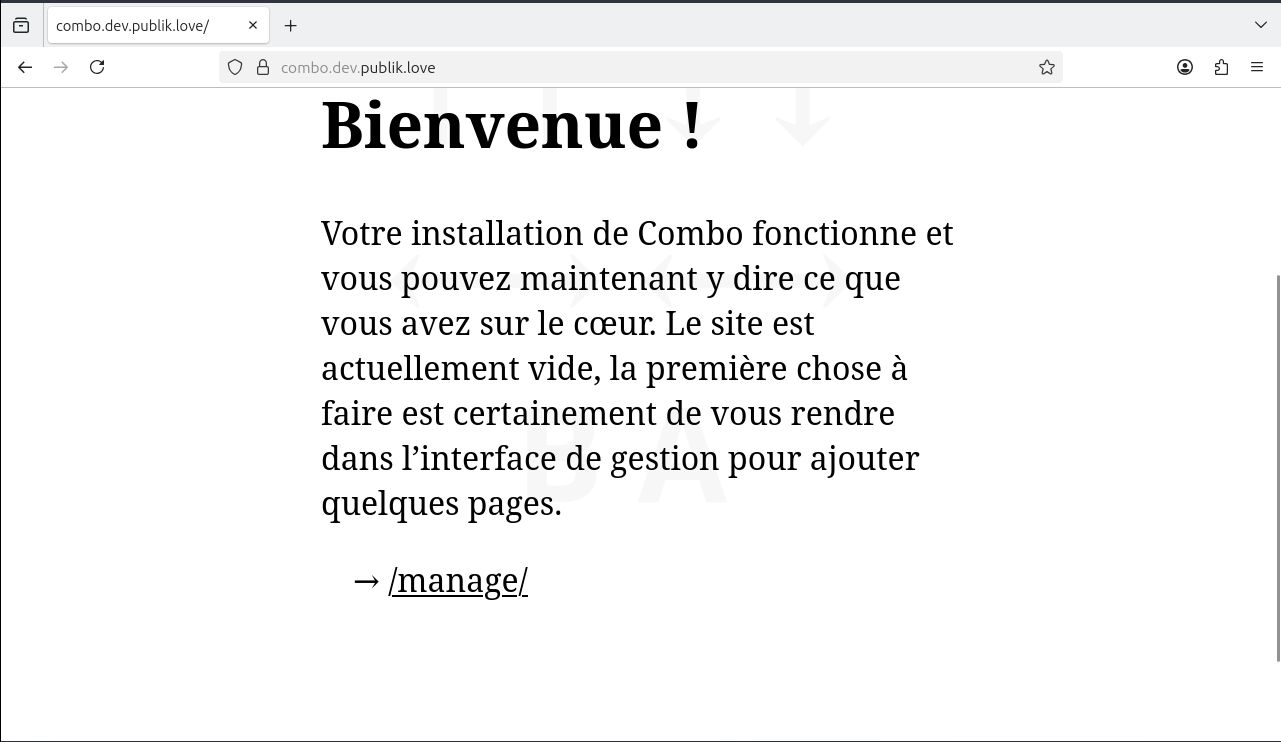 combo.dev.publik.love/
combo.dev.publik.love
Bienvenue !
Votre installation de Combo fonctionne et
vous pouvez maintenant y dire ce que
vous avez sur le cœur. Le site est
actuellement vide, la première chose à
faire est certainement de vous rendre
dans l’interface de gestion pour ajouter
quelques pages.
B A
→ /manage/